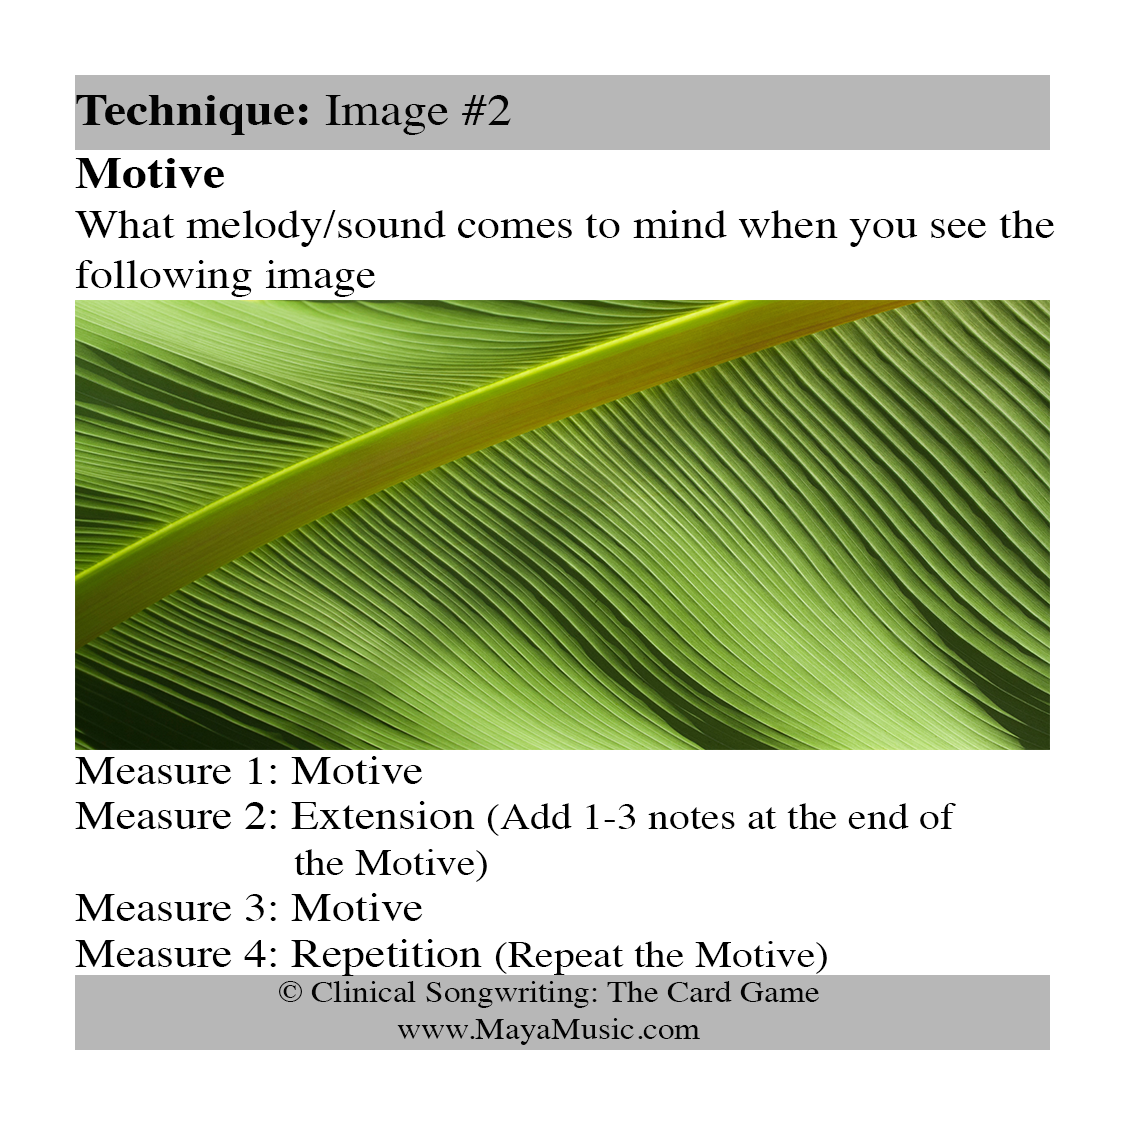 Technique: Image #2
Motive
What melody/sound comes to mind when you see the
following image
Measure 1: Motive
Measure 2: Extension (Add 1-3 notes at the end of
the Motive)
Measure 3: Motive
Measure 4: Repetition (Repeat the Motive)
© Clinical Songwriting: The Card Game
www.MayaMusic.com